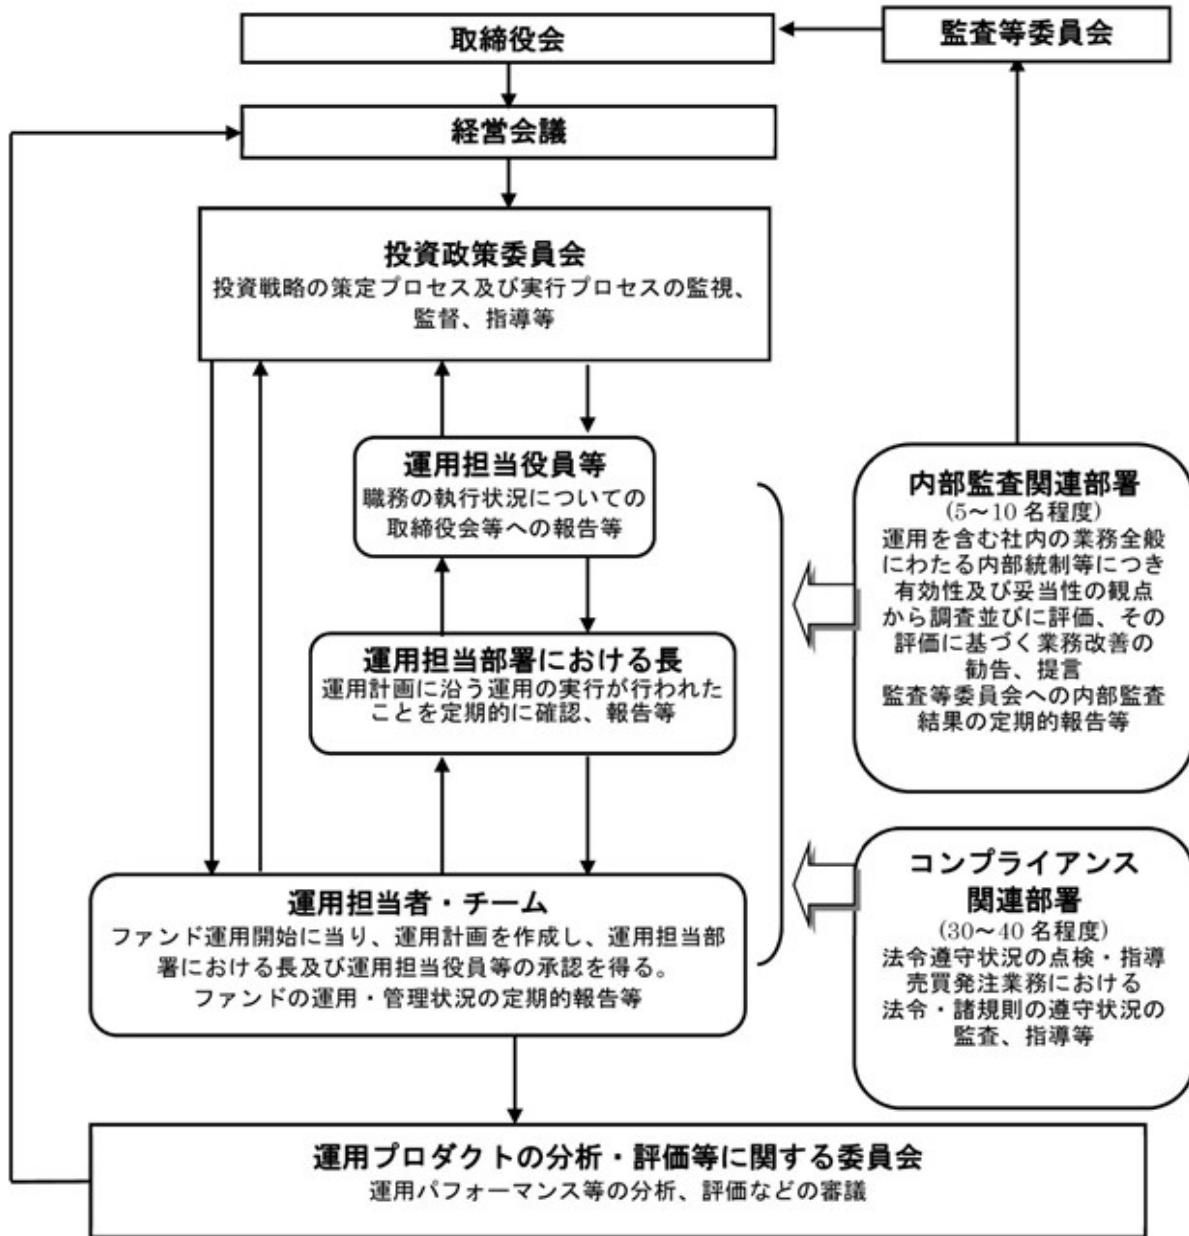 取締役会
監査等委員会
経営会議
投資政策委員会
投資戦略の策定プロセス及び実行プロセスの監視、
監督、指導等
運用担当役員等
職務の執行状況についての
取締役会等への報告等
運用担当部署における長
運用計画に沿う運用の実行が行われた
ことを定期的に確認、報告等
運用担当者・チーム
ファンド運用開始に当り、運用計画を作成し、運用担当部
署における長及び運用担当役員等の承認を得る。
ファンドの運用・管理状況の定期的報告等
内部監査関連部署
(5～10 名程度)
運用を含む社内の業務全般
にわたる内部統制等につき
有効性及び妥当性の観点
から調査並びに評価、その
評価に基づく業務改善の
勧告、提言
監査等委員会への内部監査
結果の定期的報告等
コンプライアンス
関連部署
(30～40 名程度)
法令遵守状況の点検・指導
売買発注業務における
法令・諸規則の遵守状況の
監査、指導等
運用プロダクトの分析・評価等に関する委員会
運用パフォーマンス等の分析、評価などの審議